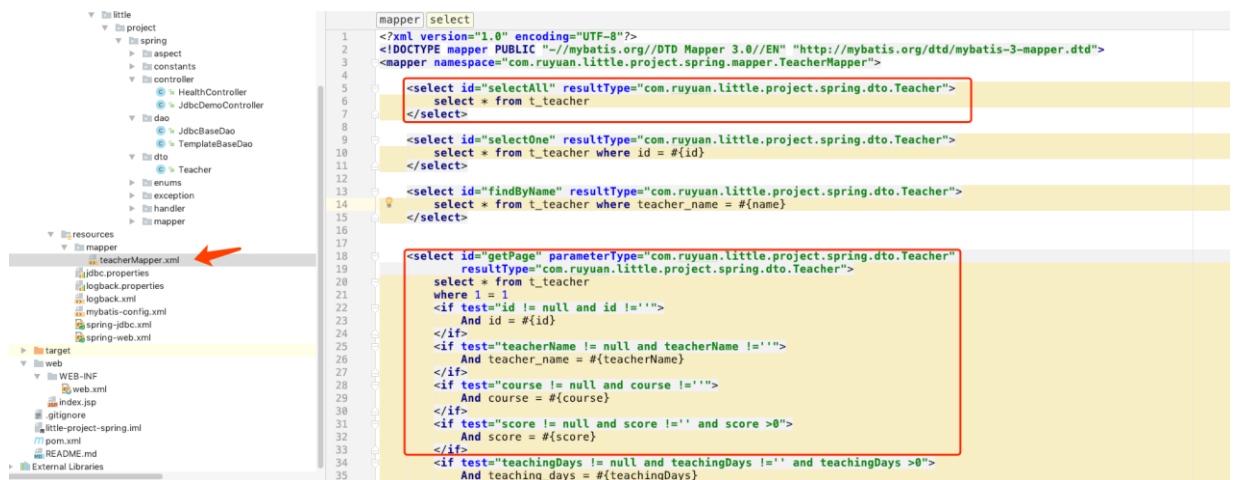 little
project
spring
aspect
constants
controller
HealthController
JdbcDemoController
dao
JdbcBaseDao
TemplateBaseDao
dto
Teacher
enums
exception
handler
mapper
resources
mapper
teacherMapper.xml
jdbc.properties
logback.properties
logback.xml
mybatis-config.xml
spring-jdbc.xml
spring-web.xml
target
web
WEB-INF
web.xml
index.jsp
.gitignore
little-project-spring.iml
pom.xml
README.md
External Libraries
mapper select
1 <?xml version="1.0" encoding="UTF-8"?>
2 <!DOCTYPE mapper PUBLIC "-//mybatis.org//DTD Mapper 3.0//EN" "http://mybatis.org/dtd/mybatis-3-mapper.dtd">
3 <mapper namespace="com.ruyuan.little.project.spring.mapper.TeacherMapper">
4
5 <select id="selectAll" resultType="com.ruyuan.little.project.spring.dto.Teacher">
6 select * from t_teacher
7 </select>
8
9 <select id="selectOne" resultType="com.ruyuan.little.project.spring.dto.Teacher">
10 select * from t_teacher where id = #{id}
11 </select>
12
13 <select id="findByName" resultType="com.ruyuan.little.project.spring.dto.Teacher">
14 select * from t_teacher where teacher_name = #{name}
15 </select>
16
17
18 <select id="getPage" parameterType="com.ruyuan.little.project.spring.dto.Teacher"
19 resultType="com.ruyuan.little.project.spring.dto.Teacher">
20 select * from t_teacher
21 where 1 = 1
22 <if test="id != null and id !=''">
23 And id = #{id}
24 </if>
25 <if test="teacherName != null and teacherName !=''">
26 And teacher_name = #{teacherName}
27 </if>
28 <if test="course != null and course !=''">
29 And course = #{course}
30 </if>
31 <if test="score != null and score !='' and score >0">
32 And score = #{score}
33 </if>
34 <if test="teachingDays != null and teachingDays !='' and teachingDays >0">
35 And teaching_days = #{teachingDays}